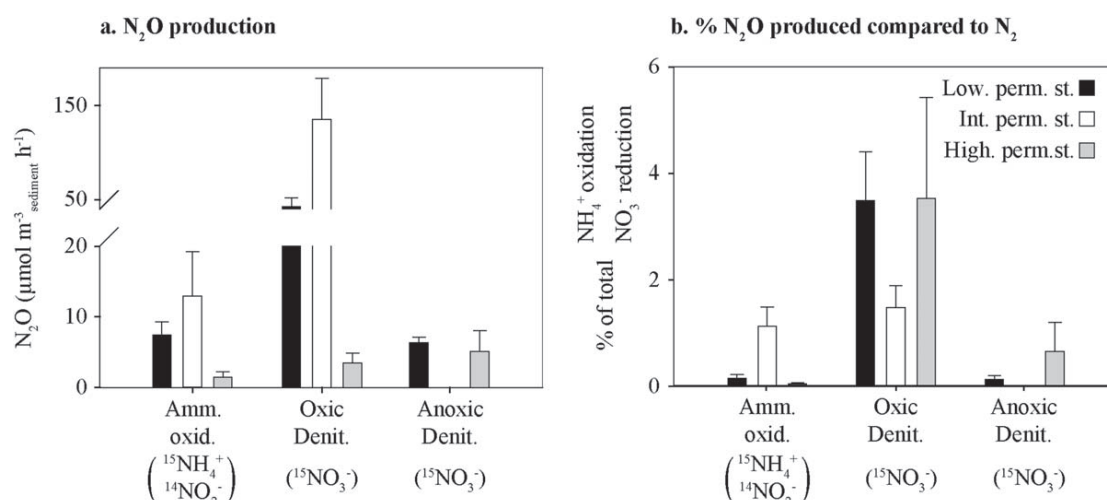 a. N₂O production
N₂O (µmol m⁻³ sediment h⁻¹)
150
50
20
10
0
Amm. oxid.
(¹⁵NH₄⁺
¹⁴NO₂⁻)
Oxic Denit.
(¹⁵NO₃⁻)
Anoxic Denit.
(¹⁵NO₃⁻)
b. % N₂O produced compared to N₂
% of total
NH₄⁺ oxidation
NO₃⁻ reduction
6
4
2
0
Low. perm. st.
Int. perm. st.
High. perm.st.
Amm.
oxid.
(¹⁵NH₄⁺
¹⁴NO₂⁻)
Oxic
Denit.
(¹⁵NO₃⁻)
Anoxic
Denit.
(¹⁵NO₃⁻)